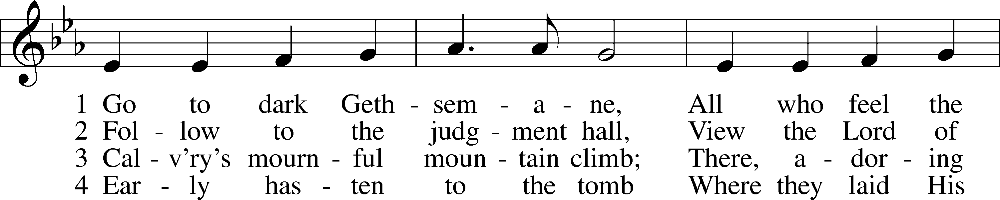 1 Go to dark Geth - sem - a - ne, All who feel the
2 Fol - low to the judg - ment hall, View the Lord of
3 Cal - v’ry’s mourn - ful moun - tain climb; There, a - dor - ing
4 Ear - ly has - ten to the tomb Where they laid His